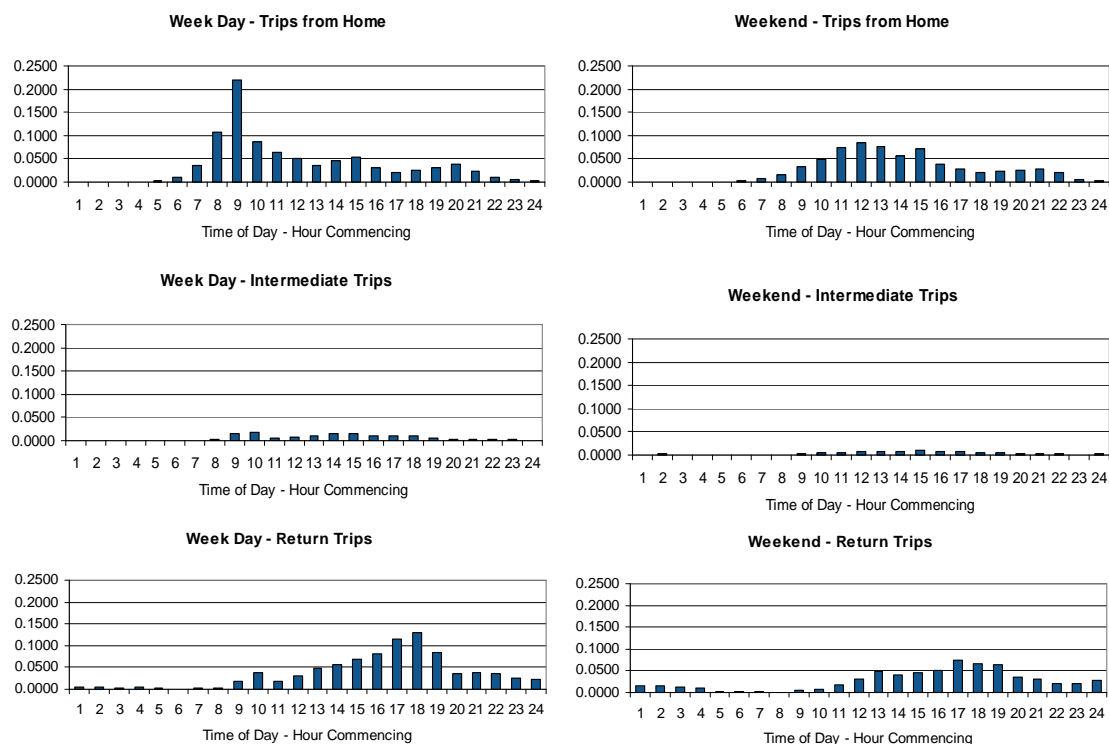 Week Day - Trips from Home
0.2500
0.2000
0.1500
0.1000
0.0500
0.0000
1 2 3 4 5 6 7 8 9 10 11 12 13 14 15 16 17 18 19 20 21 22 23 24
Time of Day - Hour Commencing
Weekend - Trips from Home
0.2500
0.2000
0.1500
0.1000
0.0500
0.0000
1 2 3 4 5 6 7 8 9 10 11 12 13 14 15 16 17 18 19 20 21 22 23 24
Time of Day - Hour Commencing
Week Day - Intermediate Trips
0.2500
0.2000
0.1500
0.1000
0.0500
0.0000
1 2 3 4 5 6 7 8 9 10 11 12 13 14 15 16 17 18 19 20 21 22 23 24
Time of Day - Hour Commencing
Weekend - Intermediate Trips
0.2500
0.2000
0.1500
0.1000
0.0500
0.0000
1 2 3 4 5 6 7 8 9 10 11 12 13 14 15 16 17 18 19 20 21 22 23 24
Time of Day - Hour Commencing
Week Day - Return Trips
0.2500
0.2000
0.1500
0.1000
0.0500
0.0000
1 2 3 4 5 6 7 8 9 10 11 12 13 14 15 16 17 18 19 20 21 22 23 24
Time of Day - Hour Commencing
Weekend - Return Trips
0.2500
0.2000
0.1500
0.1000
0.0500
0.0000
1 2 3 4 5 6 7 8 9 10 11 12 13 14 15 16 17 18 19 20 21 22 23 24
Time of Day - Hour Commencing